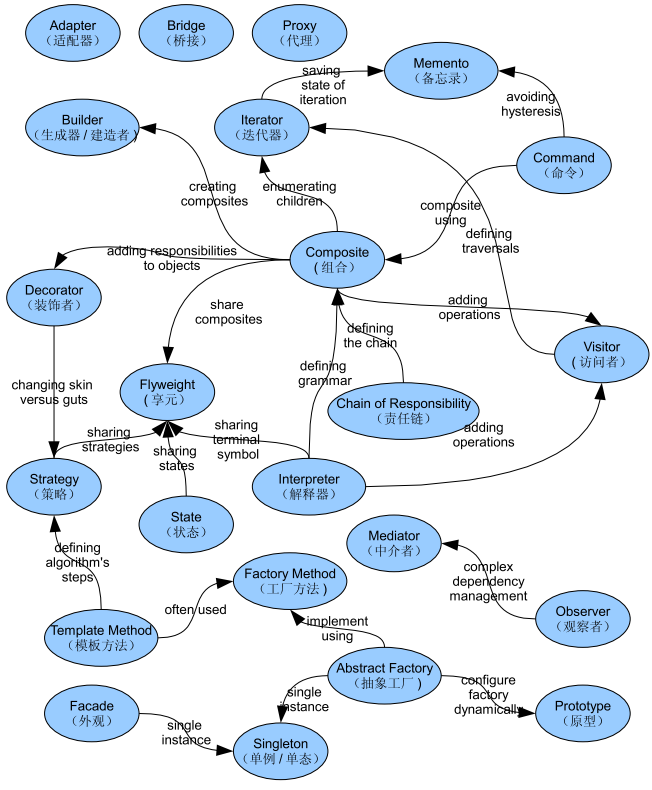 Adapter
（适配器）
Bridge
（桥接）
Proxy
（代理）
Memento
（备忘录）
saving
state of
iteration
avoiding
hysteresis
Builder
（生成器 / 建造者 )
Iterator
（迭代器）
Command
（命令）
creating
composites
enumerating
children
composite
using
defining
traversals
adding responsibilities
to objects
Composite
( 组合）
Decorator
（装饰者）
share
composites
adding
operations
defining
the chain
Visitor
( 访问者）
changing skin
versus guts
Flyweight
( 享元）
defining
grammar
Chain of Responsibility
（责任链）
sharing
strategies
sharing
terminal
symbol
adding
operations
sharing
states
Strategy
（策略）
Interpreter
（解释器）
State
（状态）
Mediator
（中介者）
defining
algorithm's
steps
Factory Method
（工厂方法 )
complex
dependency
management
often used
Observer
（观察者）
Template Method
（模板方法）
implement
using
Abstract Factory
（抽象工厂 )
single
instance
configure
factory
dynamically
Facade
（外观）
Prototype
（原型）
single
instance
Singleton
（单例 / 单态）